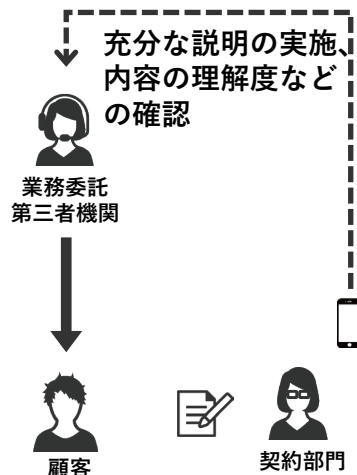 充分な説明の実施、
内容の理解度など
の確認
業務委託
第三者機関
顧客
契約部門